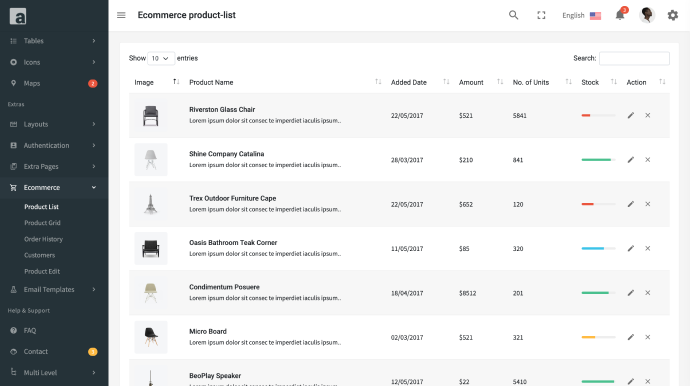 a
Ecommerce product-list
English
3
Tables
Icons
Maps
2
Extras
Layouts
Authentication
Extra Pages
Ecommerce
Product List
Product Grid
Order History
Customers
Product Edit
Email Templates
Help & Support
FAQ
Contact
Multi Level
Show 10 entries
Search:
Image Product Name Added Date Amount No. of Units Stock Action
Riverston Glass Chair
Lorem ipsum dolor sit consec te imperdiet iaculis ipsum..
22/05/2017 $521 5841
Shine Company Catalina
Lorem ipsum dolor sit consec te imperdiet iaculis ipsum..
28/03/2017 $210 841
Trex Outdoor Furniture Cape
Lorem ipsum dolor sit consec te imperdiet iaculis ipsum..
22/05/2017 $652 120
Oasis Bathroom Teak Corner
Lorem ipsum dolor sit consec te imperdiet iaculis ipsum..
11/05/2017 $85 320
Condimentum Posuere
Lorem ipsum dolor sit consec te imperdiet iaculis ipsum..
18/04/2017 $8512 201
Micro Board
Lorem ipsum dolor sit consec te imperdiet iaculis ipsum..
02/03/2017 $521 321
BeoPlay Speaker
Lorem ipsum dolor sit consec te imperdiet iaculis ipsum..
12/05/2017 $22 5410